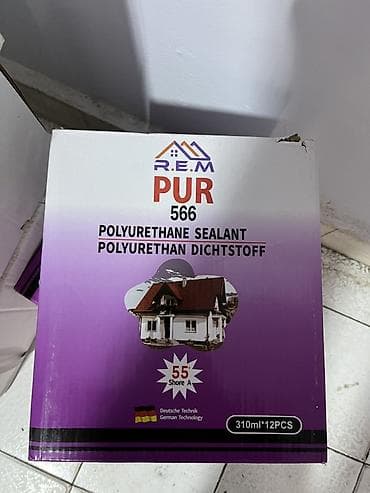 R.E.M
PUR
566
POLYURETHANE SEALANT
POLYURETHAN DICHTSTOFF
55
Shore A
Deutsche Technik
German Technology
310ml*12PCS